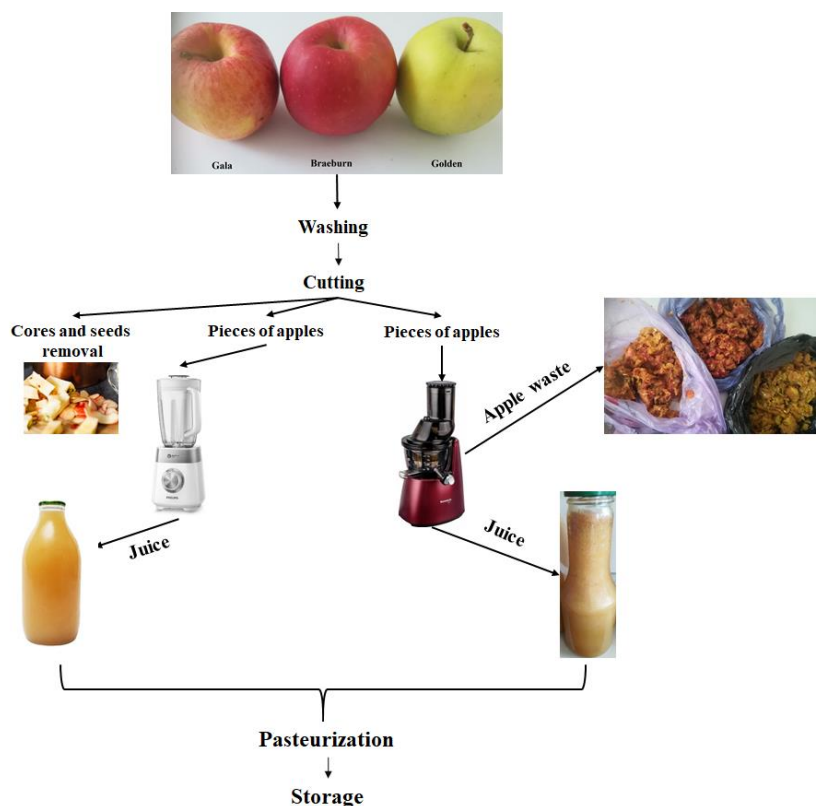 Gala
Braeburn
Golden
Washing
Cutting
Cores and seeds
removal
Pieces of apples
Pieces of apples
Apple waste
Juice
Juice
Pasteurization
Storage